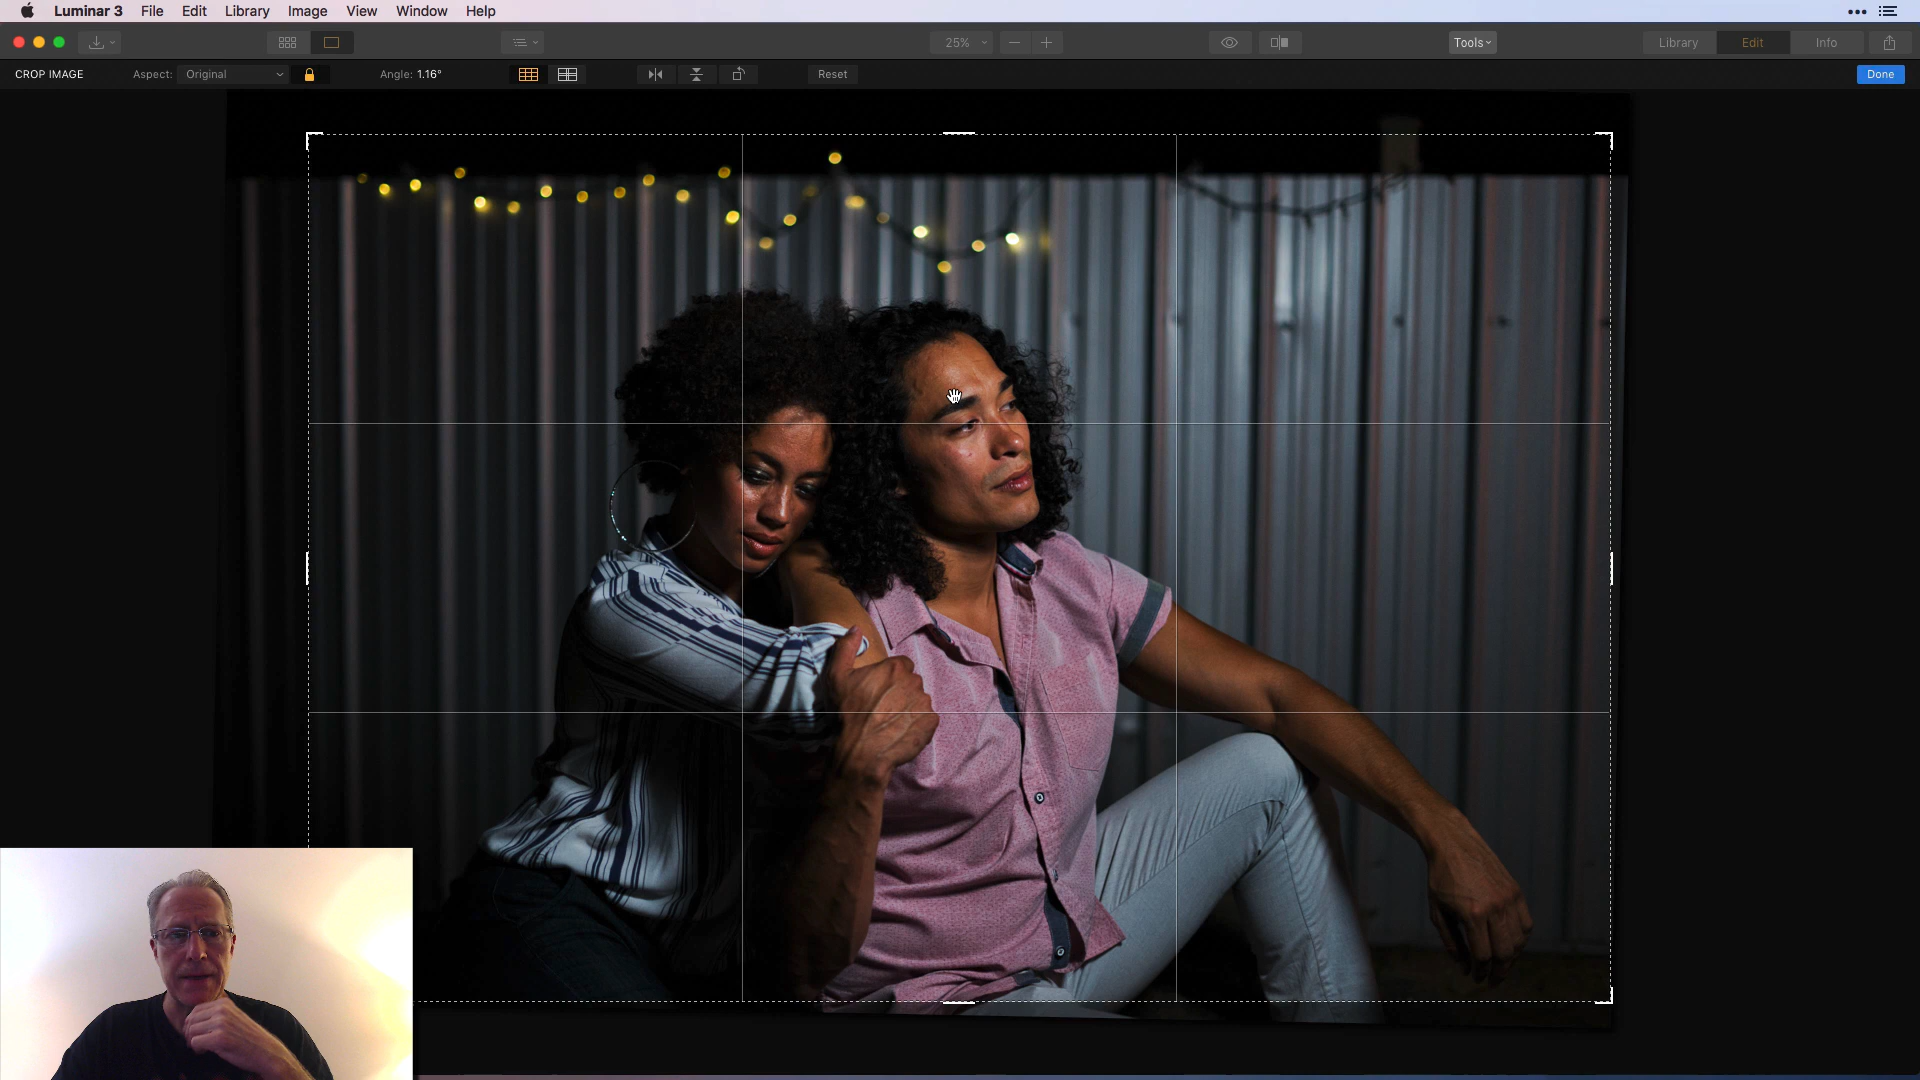 Luminar 3 File Edit Library Image View Window Help
25% Tools Library Edit Info
CROP IMAGE Aspect: Original Angle: 1.16° Reset Done